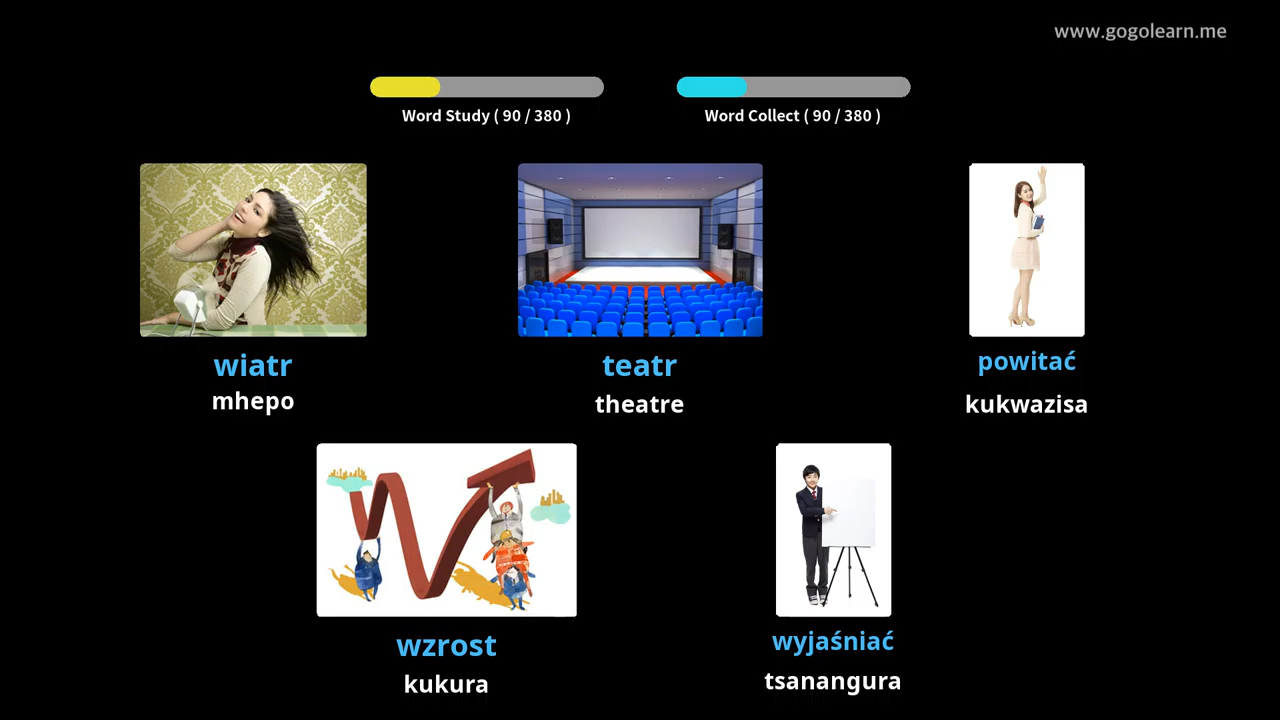 www.gogolearn.me
Word Study ( 90 / 380 )
Word Collect ( 90 / 380 )
wiatr
mhepo
teatr
theatre
powitać
kukwazisa
wzrost
kukura
wyjaśniać
tsanangura